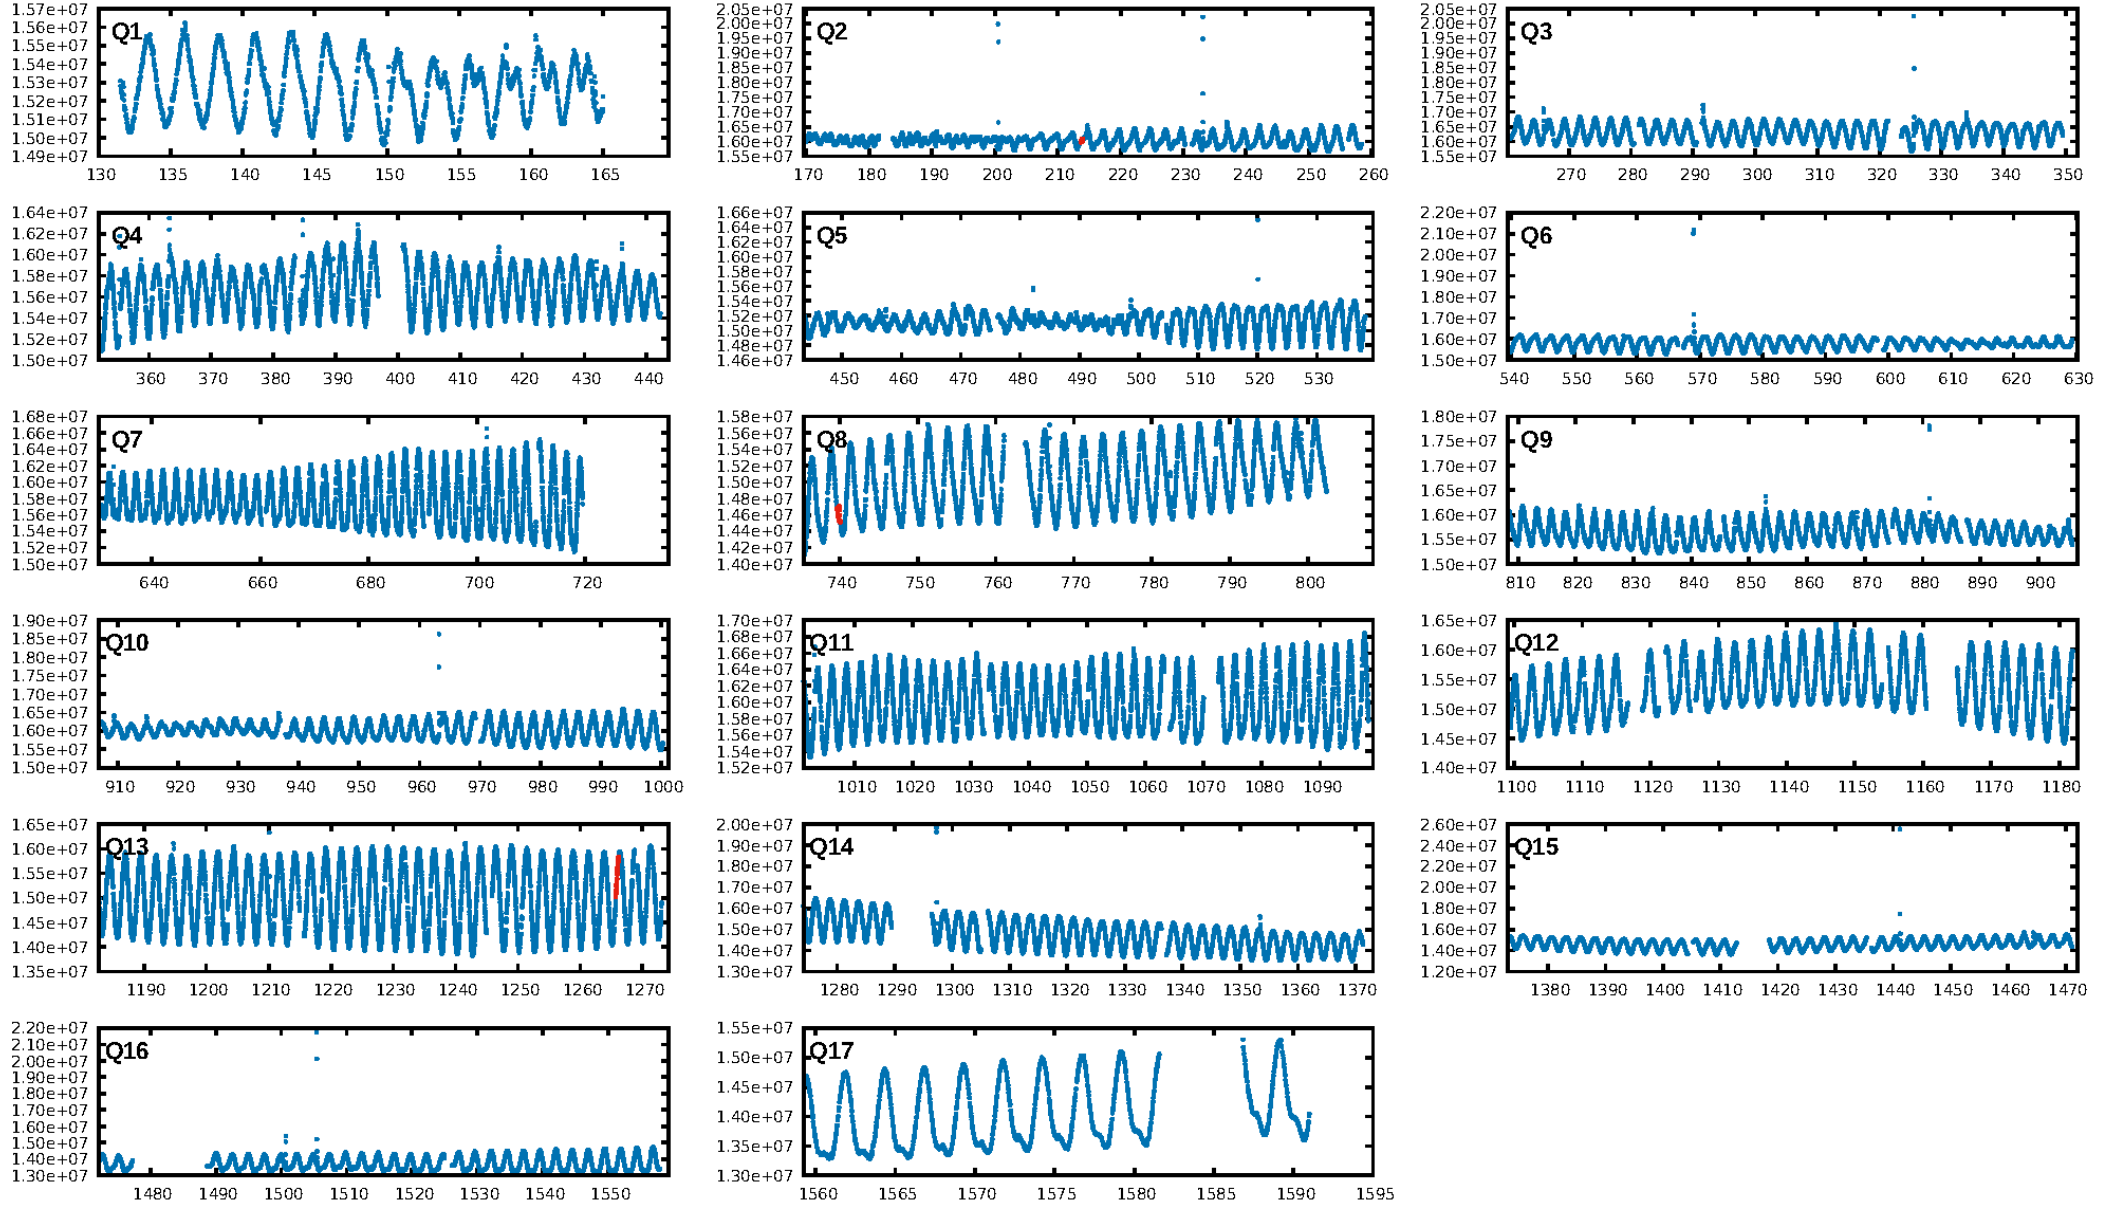 Q1
1.57e+07
1.56e+07
1.55e+07
1.54e+07
1.53e+07
1.52e+07
1.51e+07
1.50e+07
1.49e+07
130 135 140 145 150 155 160 165
Q2
2.05e+07
2.00e+07
1.95e+07
1.90e+07
1.85e+07
1.80e+07
1.75e+07
1.70e+07
1.65e+07
1.60e+07
1.55e+07
170 180 190 200 210 220 230 240 250 260
Q3
2.05e+07
2.00e+07
1.95e+07
1.90e+07
1.85e+07
1.80e+07
1.75e+07
1.70e+07
1.65e+07
1.60e+07
1.55e+07
270 280 290 300 310 320 330 340 350
Q4
1.64e+07
1.62e+07
1.60e+07
1.58e+07
1.56e+07
1.54e+07
1.52e+07
1.50e+07
360 370 380 390 400 410 420 430 440
Q5
1.66e+07
1.64e+07
1.62e+07
1.60e+07
1.58e+07
1.56e+07
1.54e+07
1.52e+07
1.50e+07
1.48e+07
1.46e+07
450 460 470 480 490 500 510 520 530
Q6
2.20e+07
2.10e+07
2.00e+07
1.90e+07
1.80e+07
1.70e+07
1.60e+07
1.50e+07
540 550 560 570 580 590 600 610 620 630
Q7
1.68e+07
1.66e+07
1.64e+07
1.62e+07
1.60e+07
1.58e+07
1.56e+07
1.54e+07
1.52e+07
1.50e+07
640 660 680 700 720
Q8
1.58e+07
1.56e+07
1.54e+07
1.52e+07
1.50e+07
1.48e+07
1.46e+07
1.44e+07
1.42e+07
1.40e+07
740 750 760 770 780 790 800
Q9
1.80e+07
1.75e+07
1.70e+07
1.65e+07
1.60e+07
1.55e+07
1.50e+07
810 820 830 840 850 860 870 880 890 900
Q10
1.90e+07
1.85e+07
1.80e+07
1.75e+07
1.70e+07
1.65e+07
1.60e+07
1.55e+07
1.50e+07
910 920 930 940 950 960 970 980 990 1000
Q11
1.70e+07
1.68e+07
1.66e+07
1.64e+07
1.62e+07
1.60e+07
1.58e+07
1.56e+07
1.54e+07
1.52e+07
1010 1020 1030 1040 1050 1060 1070 1080 1090
Q12
1.65e+07
1.60e+07
1.55e+07
1.50e+07
1.45e+07
1.40e+07
1100 1110 1120 1130 1140 1150 1160 1170 1180
Q13
1.65e+07
1.60e+07
1.55e+07
1.50e+07
1.45e+07
1.40e+07
1.35e+07
1190 1200 1210 1220 1230 1240 1250 1260 1270
Q14
2.00e+07
1.90e+07
1.80e+07
1.70e+07
1.60e+07
1.50e+07
1.40e+07
1.30e+07
1280 1290 1300 1310 1320 1330 1340 1350 1360 1370
Q15
2.60e+07
2.40e+07
2.20e+07
2.00e+07
1.80e+07
1.60e+07
1.40e+07
1.20e+07
1380 1390 1400 1410 1420 1430 1440 1450 1460 1470
Q16
2.20e+07
2.10e+07
2.00e+07
1.90e+07
1.80e+07
1.70e+07
1.60e+07
1.50e+07
1.40e+07
1.30e+07
1480 1490 1500 1510 1520 1530 1540 1550
Q17
1.55e+07
1.50e+07
1.45e+07
1.40e+07
1.35e+07
1.30e+07
1560 1565 1570 1575 1580 1585 1590 1595